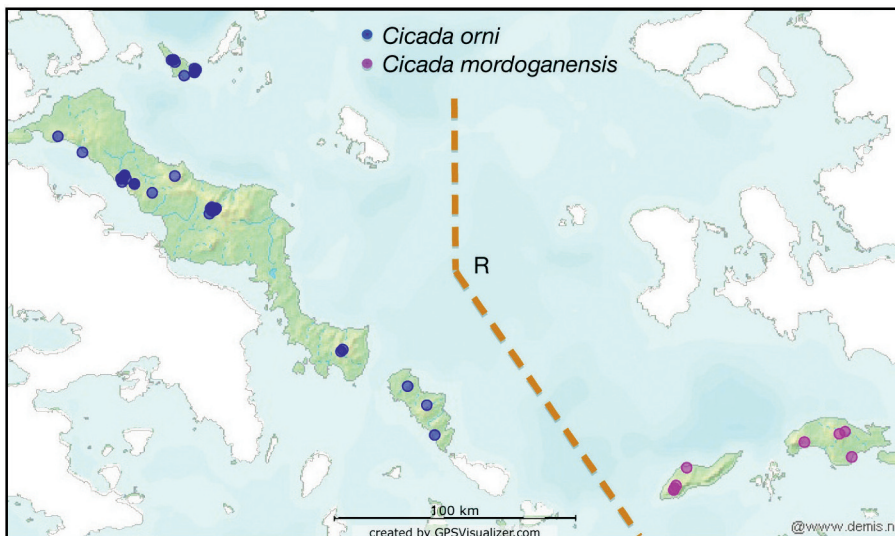 Cicada orni
Cicada mordoganensis
R
100 km
created by GPSVisualizer.com
@www.demis.n